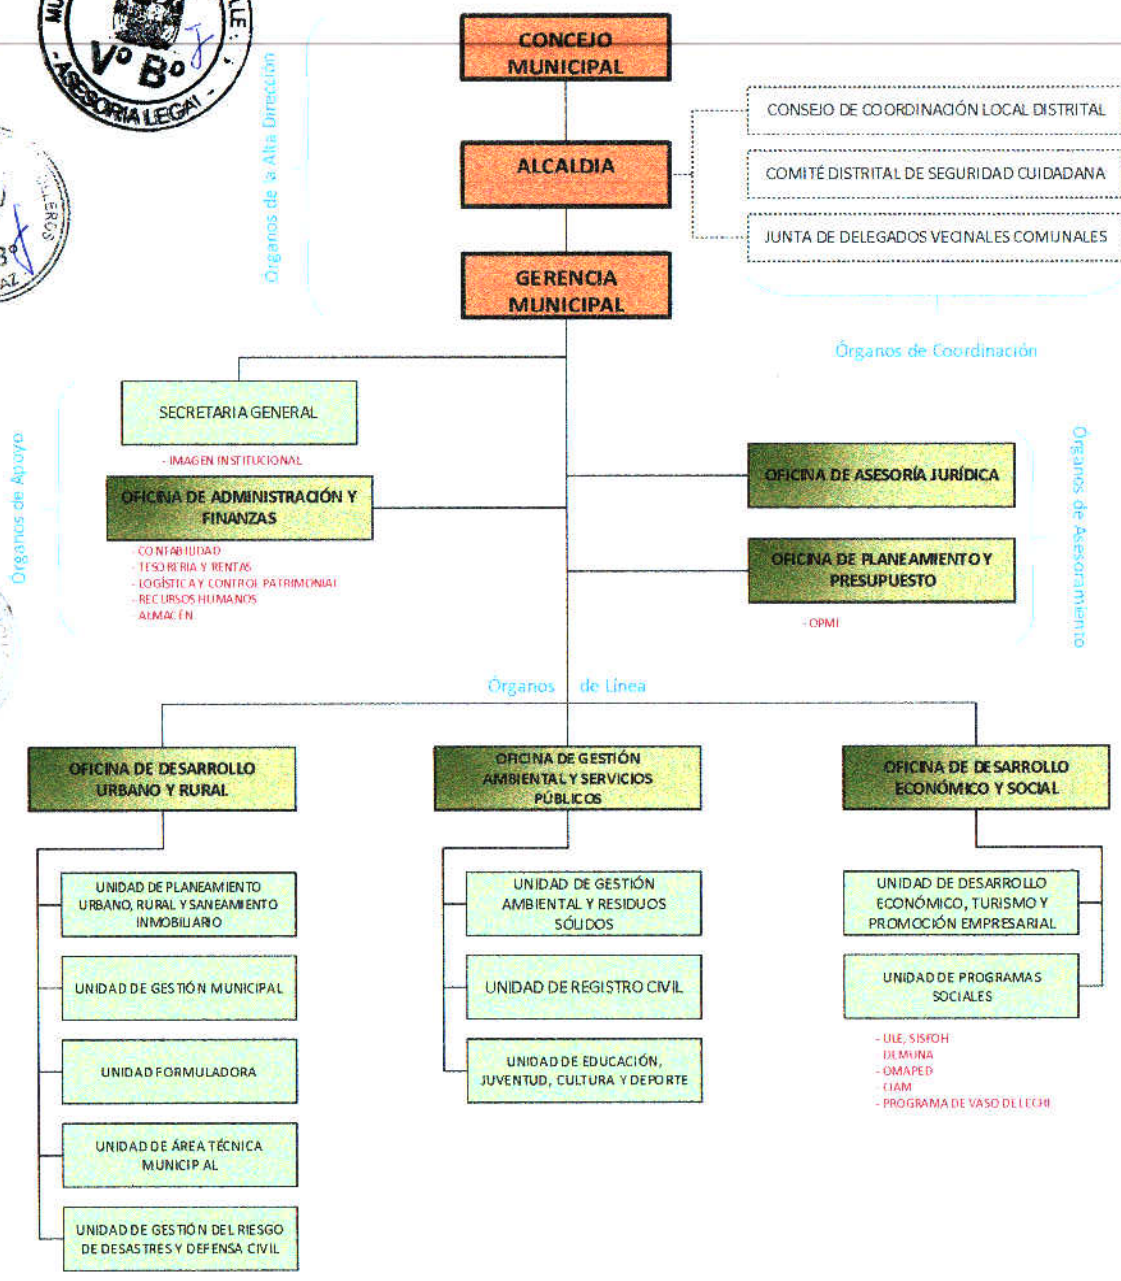 Vº Bº
- ASESORIA LEGAL -
Órganos de la Alta Dirección
CONCEJO
MUNICIPAL
ALCALDIA
GERENCIA
MUNICIPAL
CONSEJO DE COORDINACIÓN LOCAL DISTRITAL
COMITÉ DISTRITAL DE SEGURIDAD CUIDADANA
JUNTA DE DELEGADOS VECINALES COMUNALES
Órganos de Coordinación
Órganos de Apoyo
SECRETARIA GENERAL
- IMAGEN INSTITUCIONAL
OFICINA DE ADMINISTRACIÓN Y
FINANZAS
- CONTABILIDAD
- TESORERIA Y RENTAS
- LOGÍSTICA Y CONTROL PATRIMONIAL
- RECURSOS HUMANOS
- ALMACÉN
OFICINA DE ASESORÍA JURÍDICA
OFICINA DE PLANEAMIENTO Y
PRESUPUESTO
- OPMI
Órganos de Asesoramiento
Órganos de Línea
OFICINA DE DESARROLLO
URBANO Y RURAL
UNIDAD DE PLANEAMIENTO
URBANO, RURAL Y SANEAMIENTO
INMOBILIARIO
UNIDAD DE GESTIÓN MUNICIPAL
UNIDAD FORMULADORA
UNIDAD DE ÁREA TÉCNICA
MUNICIPAL
UNIDAD DE GESTIÓN DEL RIESGO
DE DESASTRES Y DEFENSA CIVIL
OFICINA DE GESTIÓN
AMBIENTAL Y SERVICIOS
PÚBLICOS
UNIDAD DE GESTIÓN
AMBIENTAL Y RESIDUOS
SÓLIDOS
UNIDAD DE REGISTRO CIVIL
UNIDAD DE EDUCACIÓN,
JUVENTUD, CULTURA Y DEPORTE
OFICINA DE DESARROLLO
ECONÓMICO Y SOCIAL
UNIDAD DE DESARROLLO
ECONÓMICO, TURISMO Y
PROMOCIÓN EMPRESARIAL
UNIDAD DE PROGRAMAS
SOCIALES
- ULE, SISFOH
- DEMUNA
- OMAPED
- CIAM
- PROGRAMA DE VASO DE LECHE